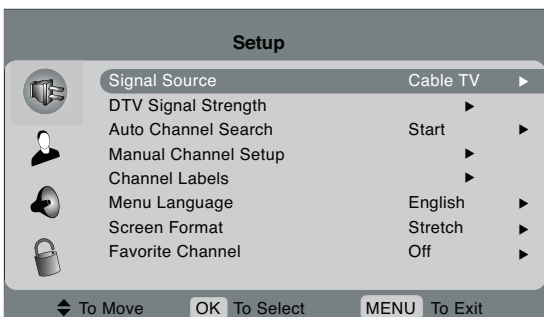 Setup
Signal Source Cable TV
DTV Signal Strength
Auto Channel Search Start
Manual Channel Setup
Channel Labels
Menu Language English
Screen Format Stretch
Favorite Channel Off
To Move OK To Select MENU To Exit